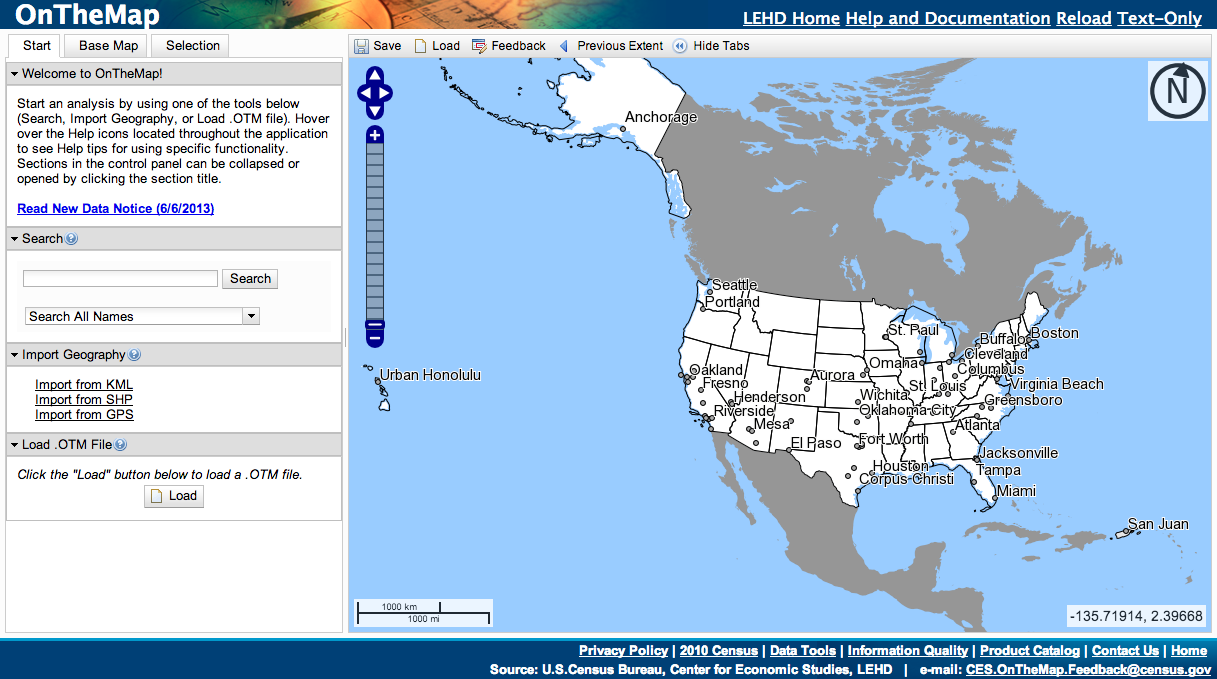 OnTheMap
LEHD Home Help and Documentation Reload Text-Only
Start Base Map Selection
Save Load Feedback Previous Extent Hide Tabs
Welcome to OnTheMap!
Start an analysis by using one of the tools below
(Search, Import Geography, or Load .OTM file). Hover
over the Help icons located throughout the application
to see Help tips for using specific functionality.
Sections in the control panel can be collapsed or
opened by clicking the section title.
Read New Data Notice (6/6/2013)
Search
Search
Search All Names
Import Geography
Import from KML
Import from SHP
Import from GPS
Load .OTM File
Click the "Load" button below to load a .OTM file.
Load
N
Anchorage
Seattle
Portland
St. Paul
Buffalo
Boston
Cleveland
Columbus
Oakland
Fresno
Urban Honolulu
Aurora
Omaha
St. Louis
Virginia Beach
Henderson
Wichita
Greensboro
Riverside
Oklahoma City
Mesa
Atlanta
El Paso
Fort Worth
Jacksonville
Houston
Tampa
Corpus Christi
Miami
San Juan
1000 km
1000 mi
-135.71914, 2.39668
Privacy Policy | 2010 Census | Data Tools | Information Quality | Product Catalog | Contact Us | Home
Source: U.S.Census Bureau, Center for Economic Studies, LEHD | e-mail: CES.OnTheMap.Feedback@census.gov